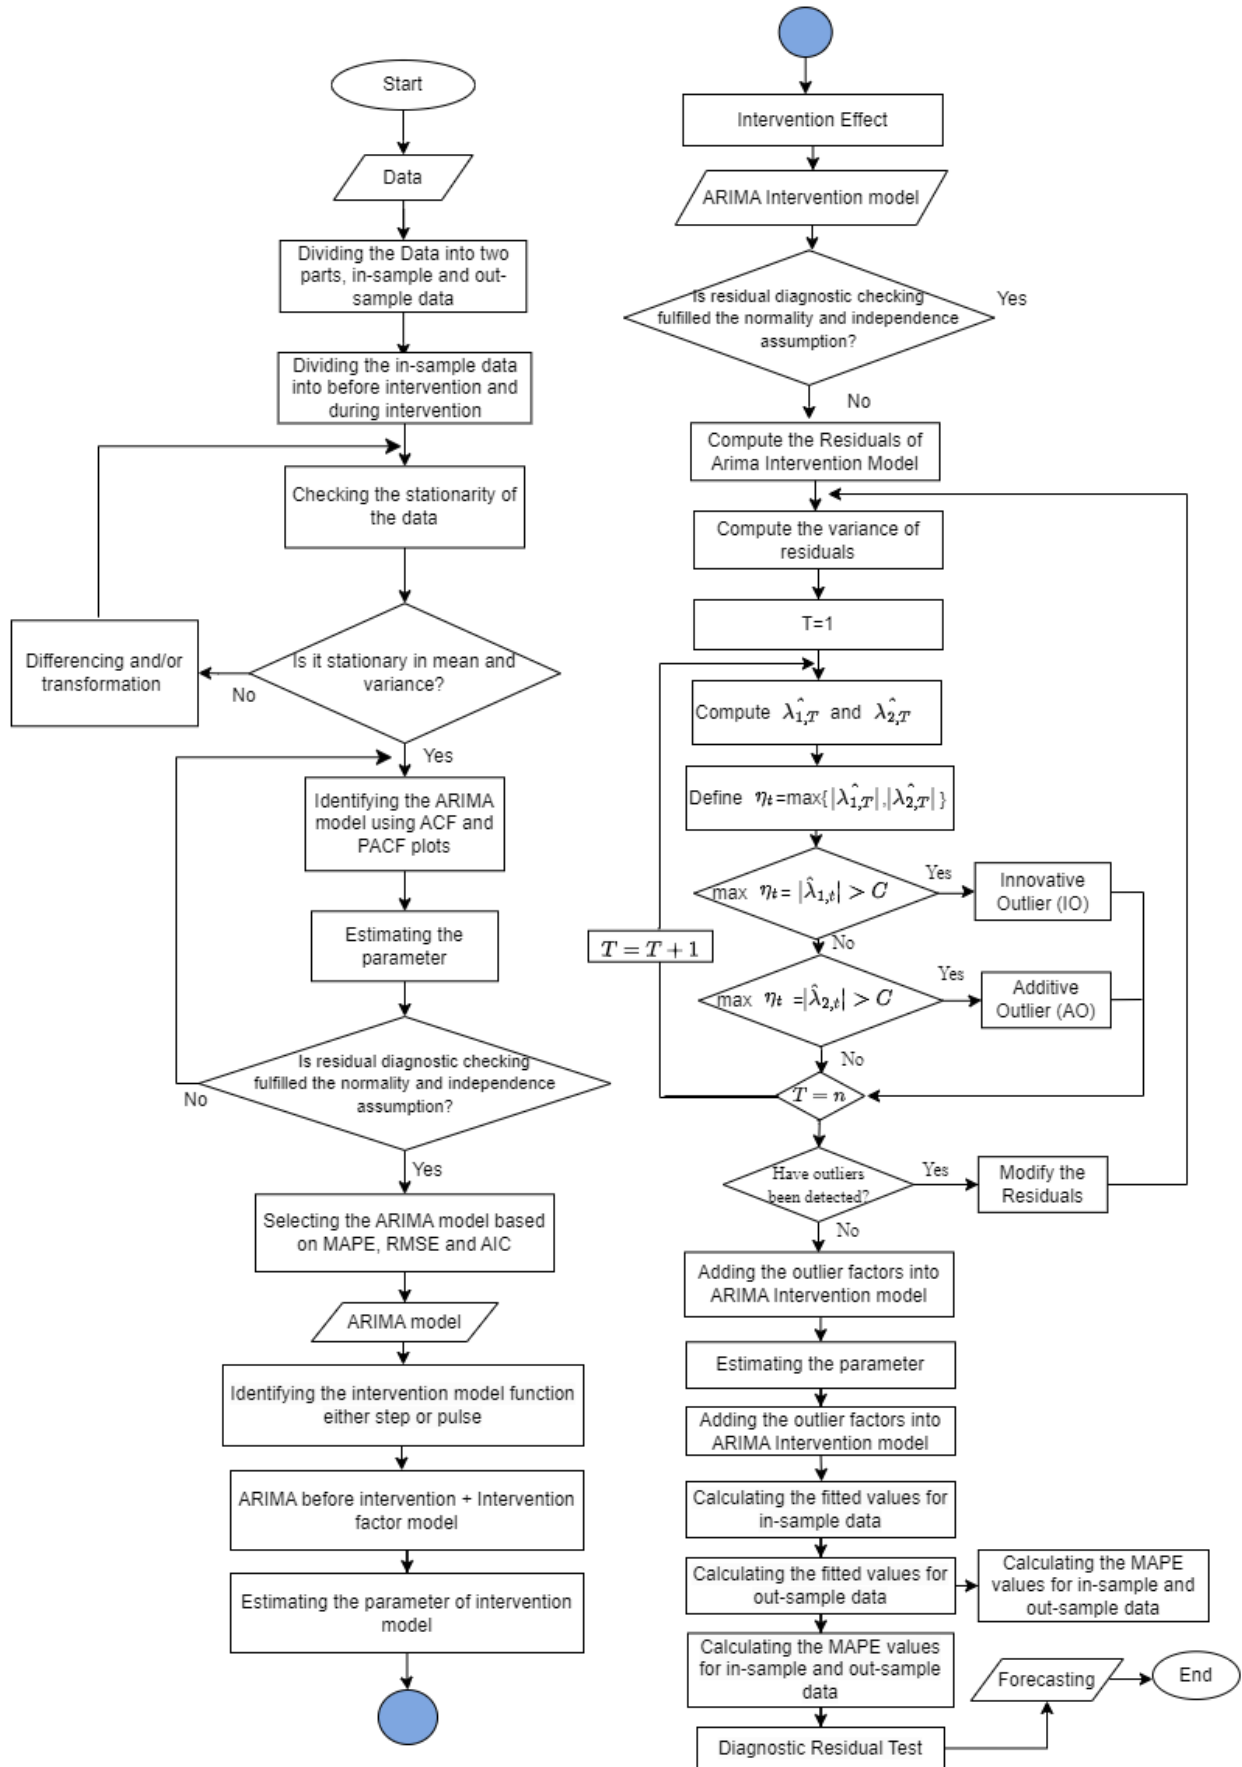 Start
Data
Dividing the Data into two
parts, in-sample and out-
sample data
Dividing the in-sample data
into before intervention and
during intervention
Checking the stationarity of
the data
Is it stationary in mean and
variance?
No
Differencing and/or
transformation
Yes
Identifying the ARIMA
model using ACF and
PACF plots
Estimating the
parameter
Is residual diagnostic checking
fulfilled the normality and independence
assumption?
No
Yes
Selecting the ARIMA model based
on MAPE, RMSE and AIC
ARIMA model
Identifying the intervention model function
either step or pulse
ARIMA before intervention + Intervention
factor model
Estimating the parameter of intervention
model
Intervention Effect
ARIMA Intervention model
Is residual diagnostic checking
fulfilled the normality and independence
assumption?
Yes
No
Compute the Residuals of
Arima Intervention Model
Compute the variance of
residuals
T=1
Compute λ̂1,T and λ̂2,T
Define ηt=max{|λ̂1,T|,|λ̂2,T|}
max ηt = |λ̂1,t| > C
Yes
Innovative
Outlier (IO)
No
T = T + 1
max ηt =|λ̂2,t| > C
Yes
Additive
Outlier (AO)
No
T = n
Have outliers
been detected?
Yes
Modify the
Residuals
No
Adding the outlier factors into
ARIMA Intervention model
Estimating the parameter
Adding the outlier factors into
ARIMA Intervention model
Calculating the fitted values for
in-sample data
Calculating the fitted values for
out-sample data
Calculating the MAPE
values for in-sample and
out-sample data
Calculating the MAPE values
for in-sample and out-sample
data
Diagnostic Residual Test
Forecasting
End